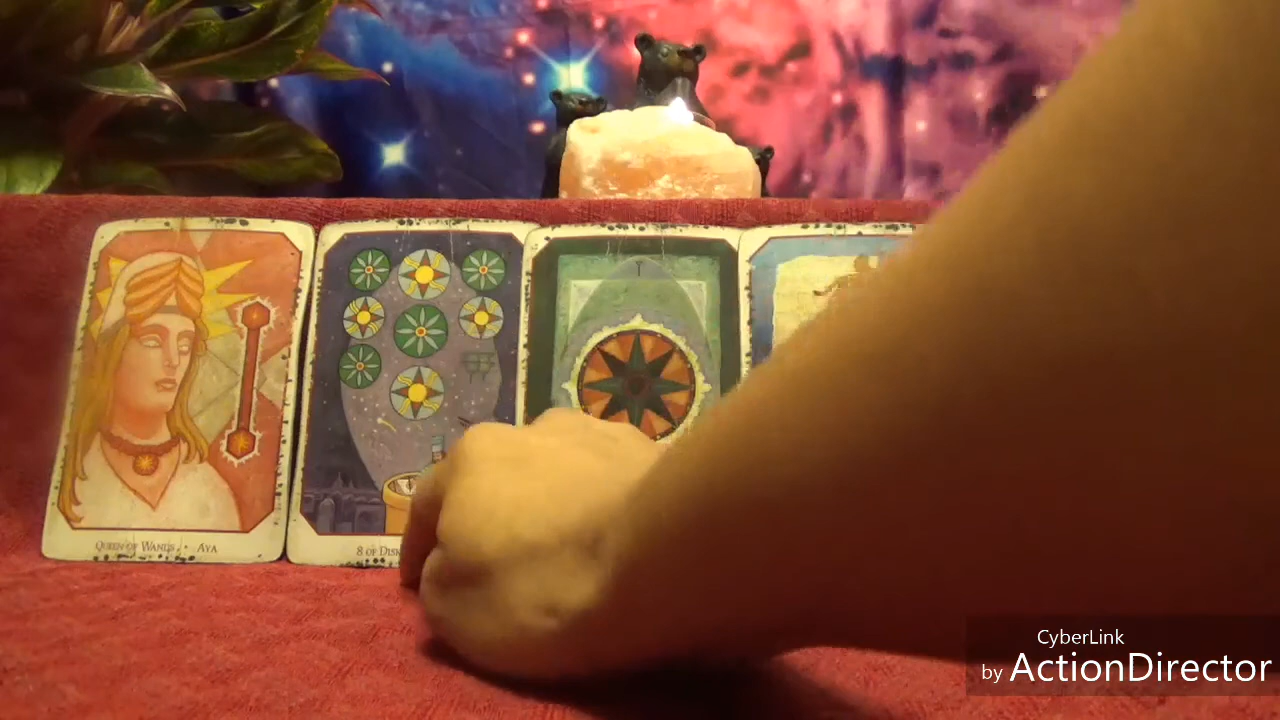 QUEEN OF WANDS • AYA
8 OF DISK
CyberLink
by ActionDirector